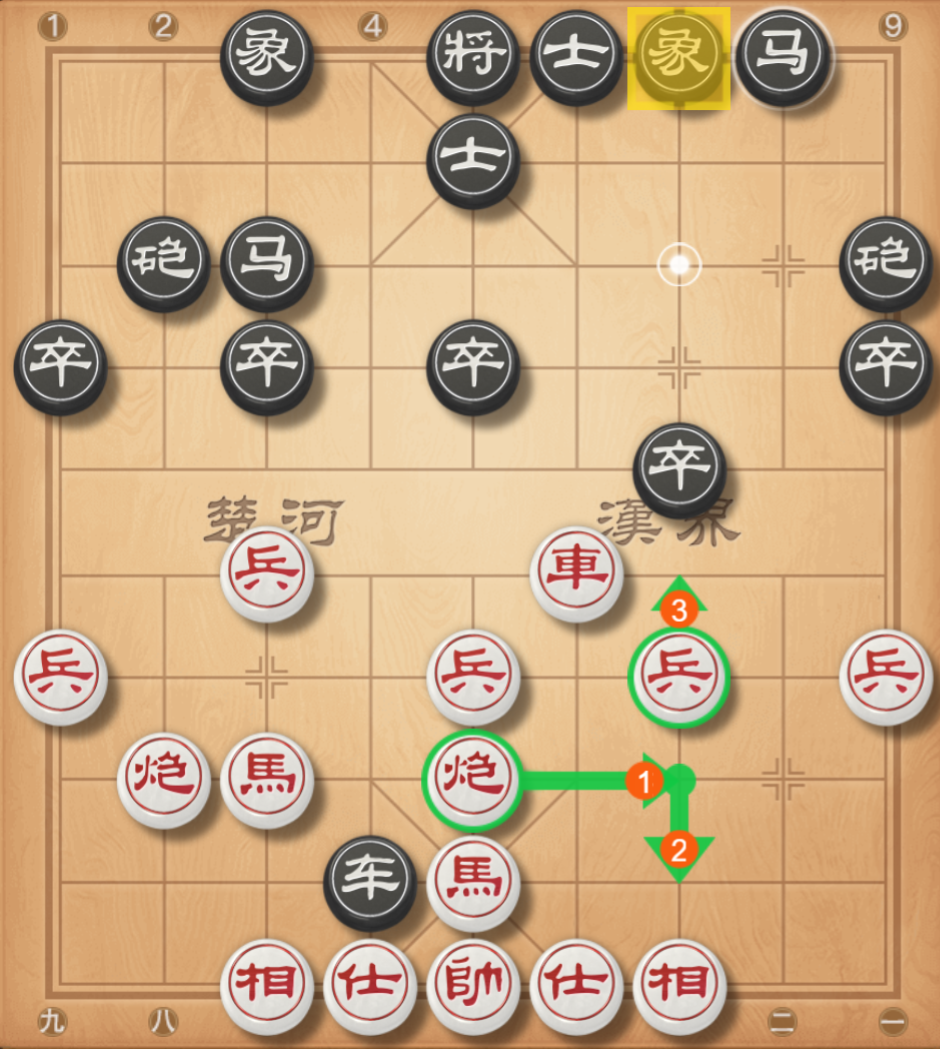 1 2 4 9
象 将 士 象 马
士
砲 马 砲
卒 卒 卒 卒
卒
楚河 漢界
兵 車
3
兵 兵 兵 兵
炮 馬 炮 1
车 馬 2
相 仕 帥 仕 相
九 八 二 一